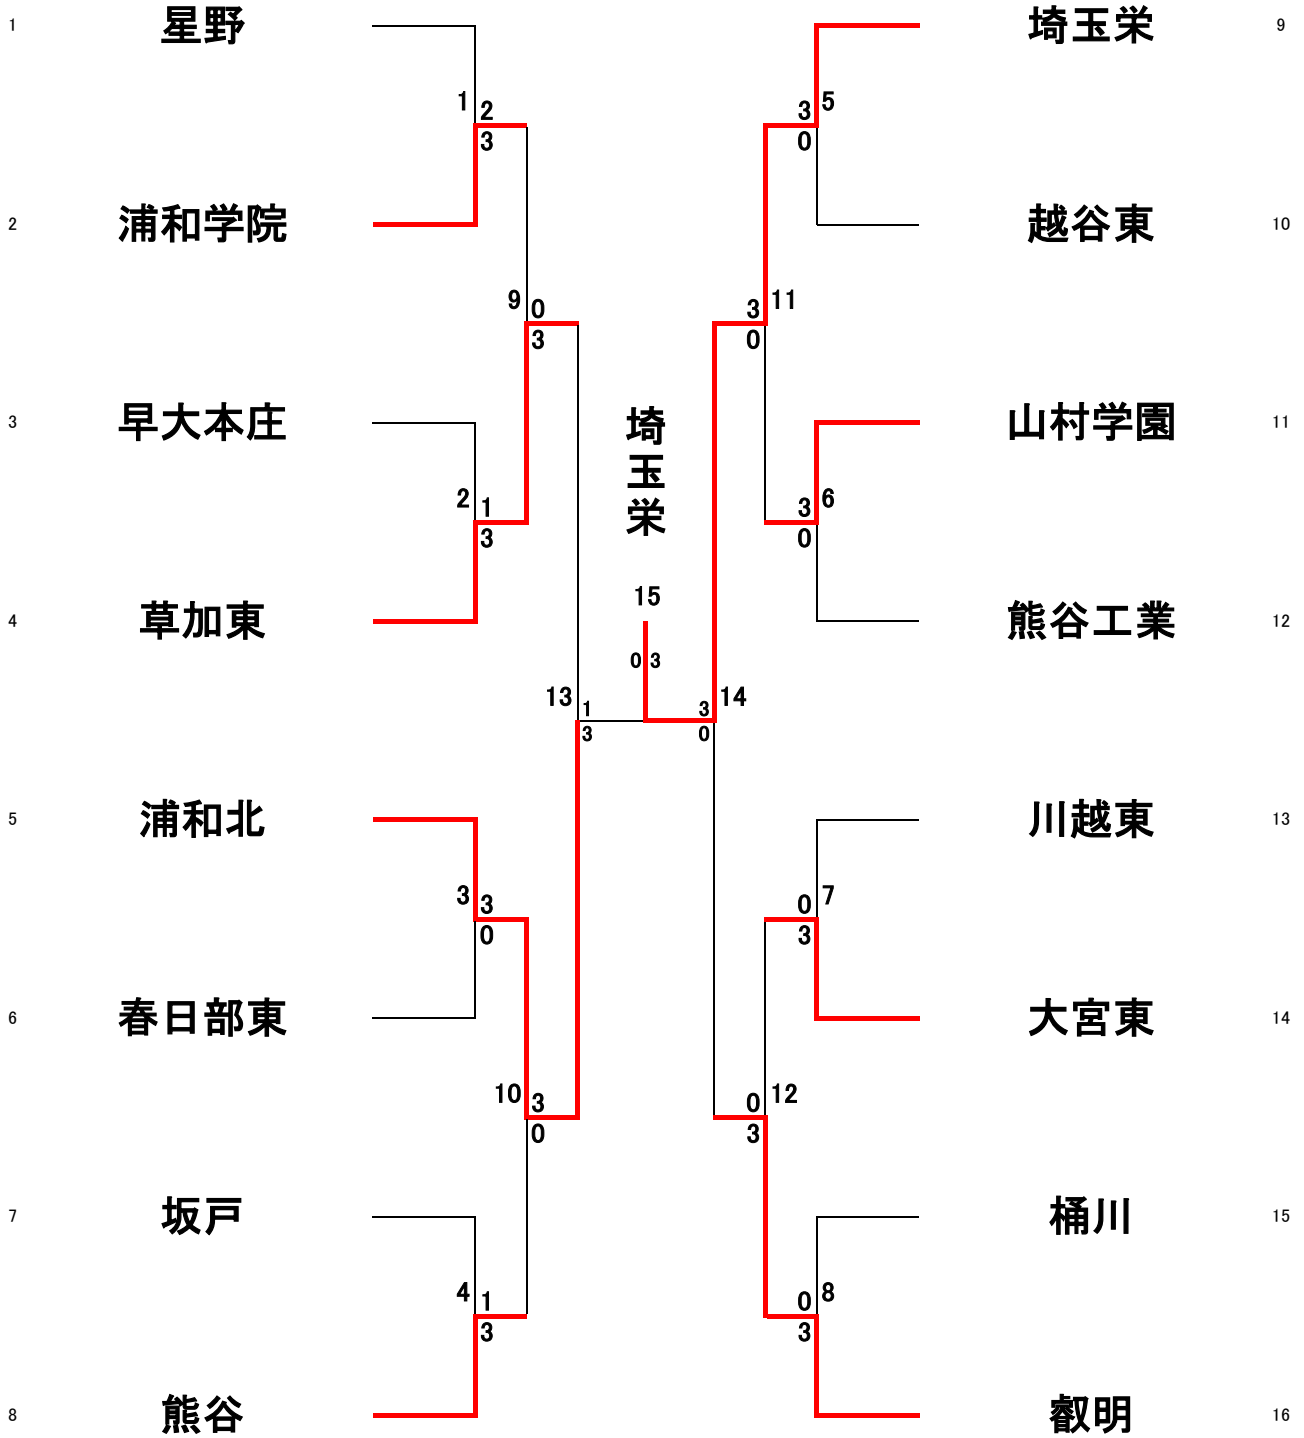 1 星野 埼玉栄 9
1 2 3 5
3 0
2 浦和学院 越谷東 10
9 0 3 11
3 0
3 早大本庄 埼玉栄 山村学園 11
2 1 3 6
3 0
15
4 草加東 熊谷工業 12
0 3
13 1 3 14
3 0
5 浦和北 川越東 13
3 3 0 7
0 3
6 春日部東 大宮東 14
10 3 0 12
0 3
7 坂戸 桶川 15
4 1 0 8
3 3
8 熊谷 叡明 16